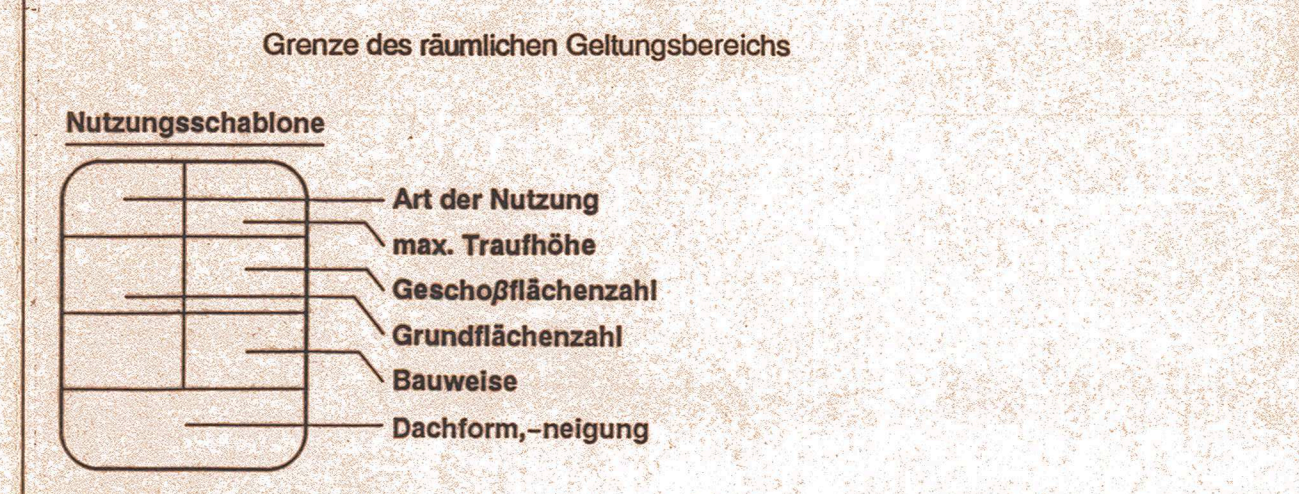 Grenze des räumlichen Geltungsbereichs
Nutzungsschablone
Art der Nutzung
max. Traufhöhe
Geschoßflächenzahl
Grundflächenzahl
Bauweise
Dachform,-neigung